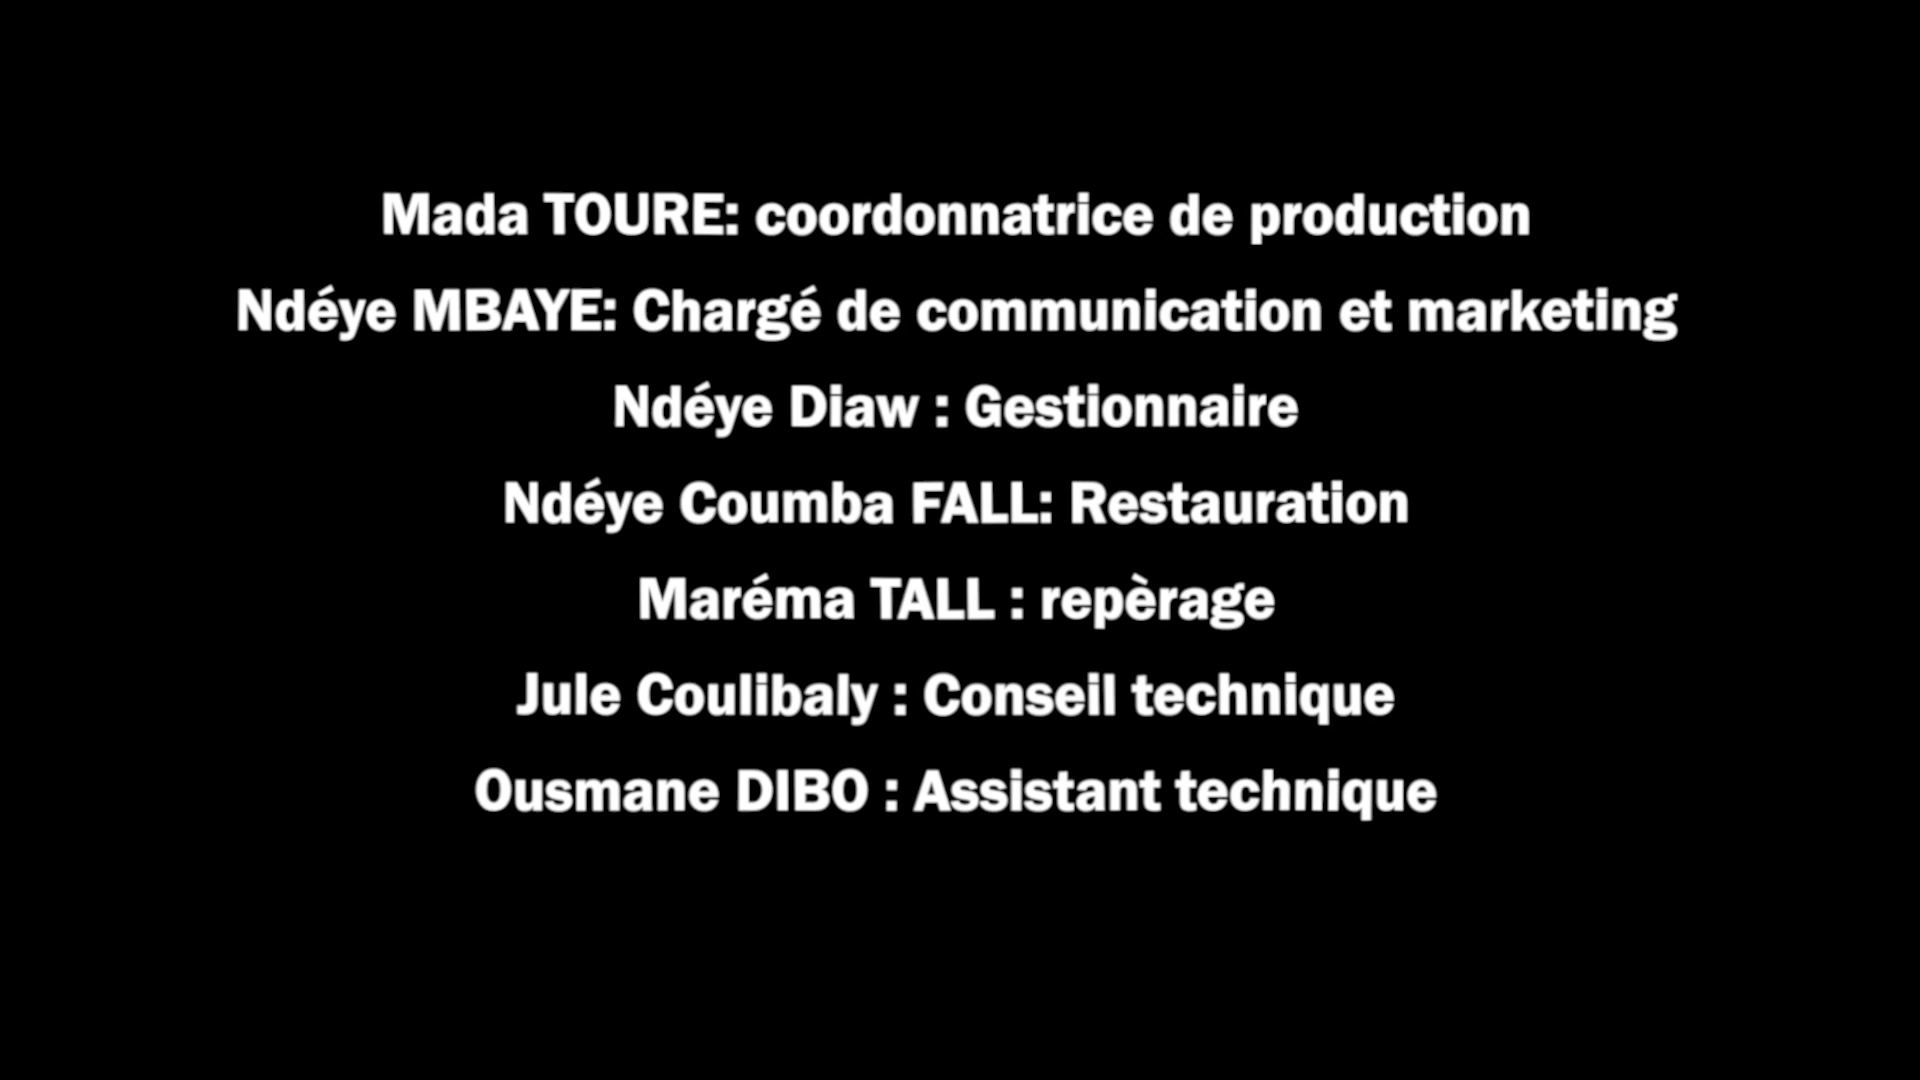 Mada TOURE: coordonnatrice de production
Ndéye MBAYE: Chargé de communication et marketing
Ndéye Diaw : Gestionnaire
Ndéye Coumba FALL: Restauration
Maréma TALL : repèrage
Jule Coulibaly : Conseil technique
Ousmane DIBO : Assistant technique